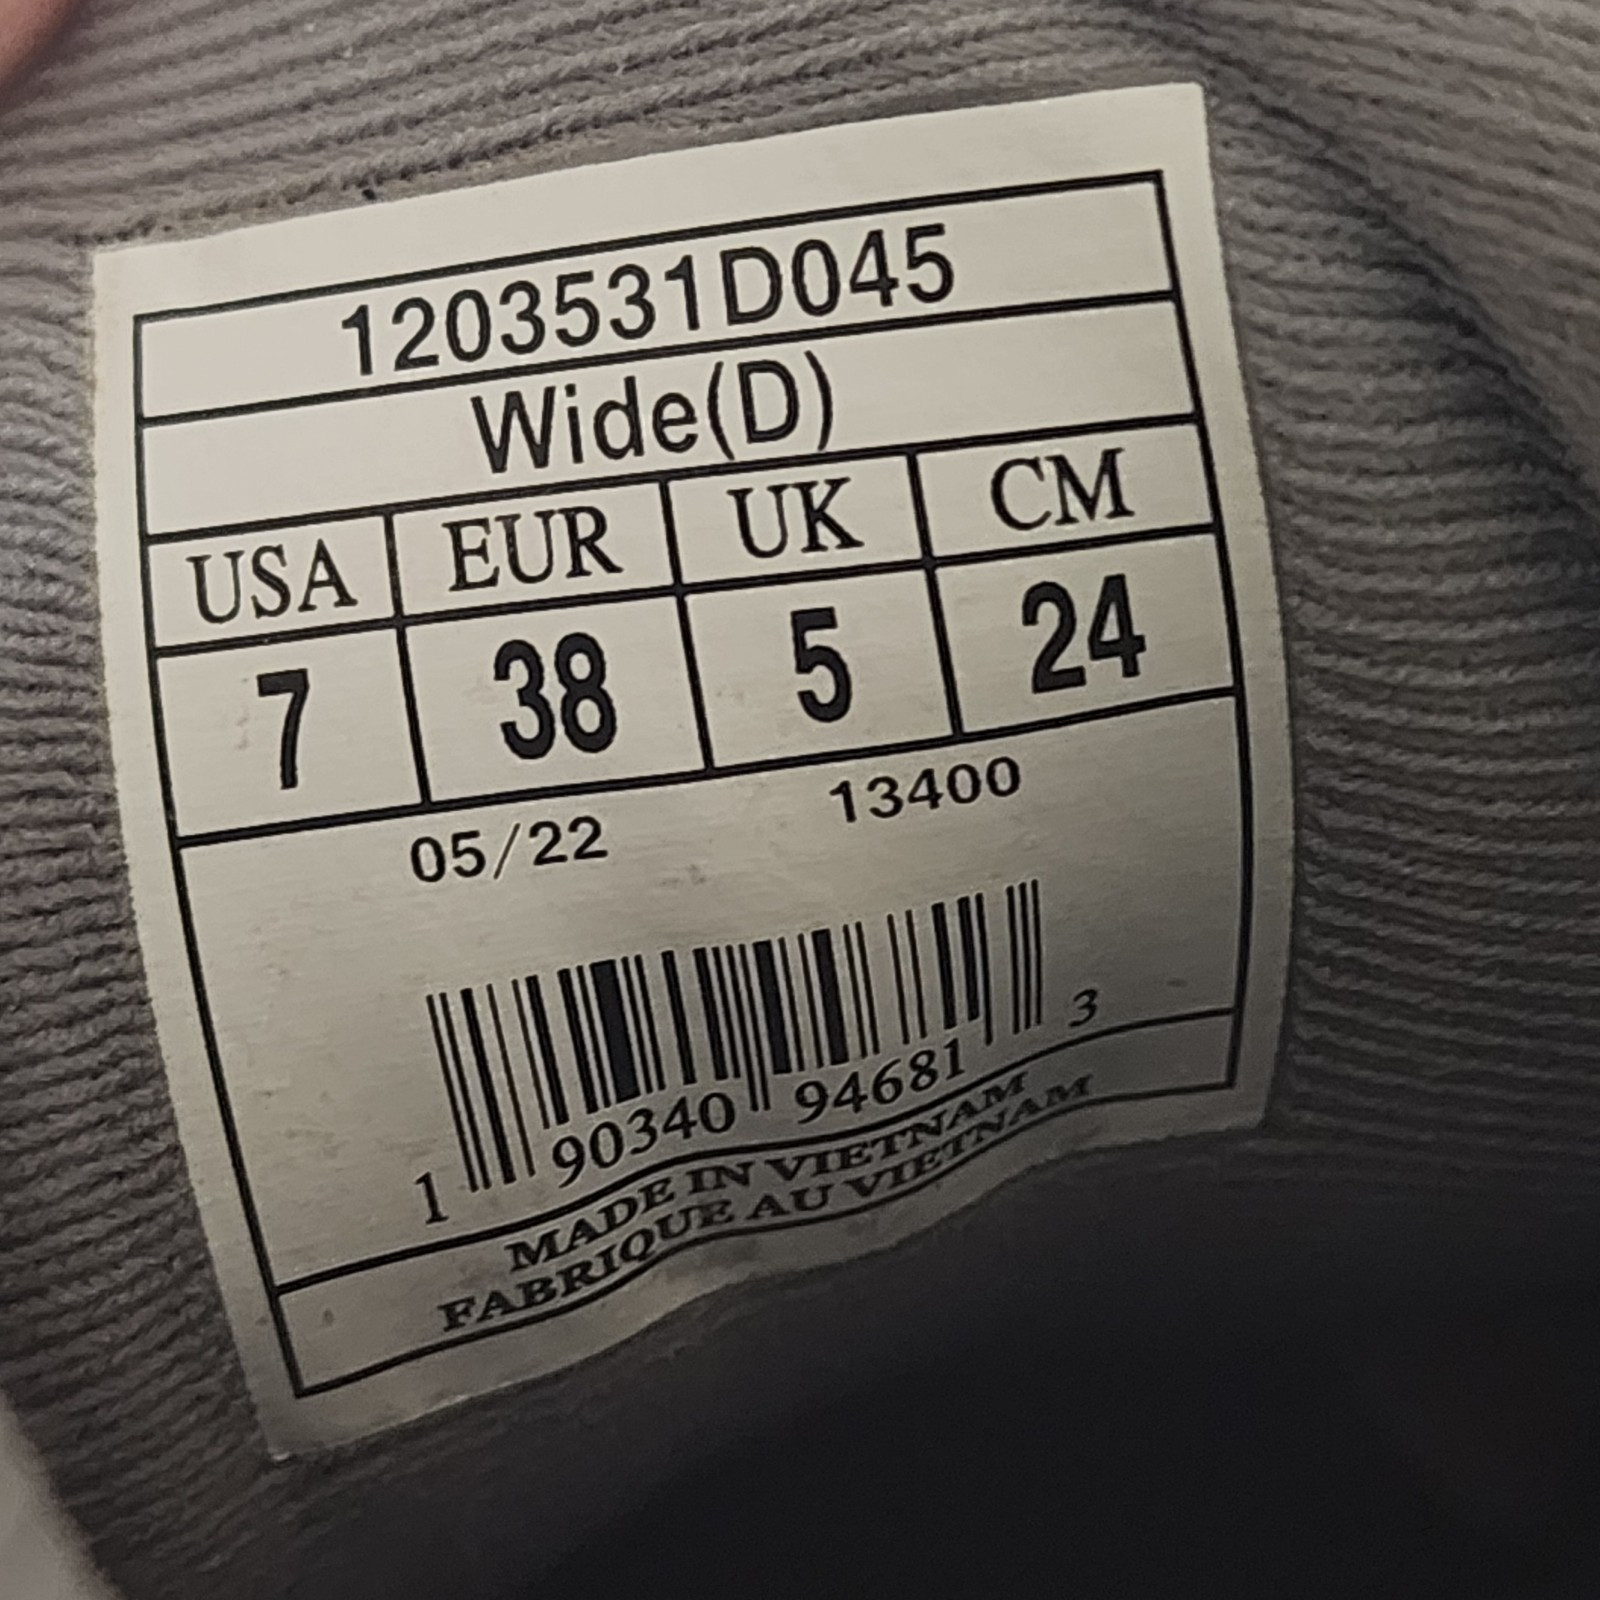 1203531D045
Wide(D)
USA EUR UK CM
7 38 5 24
05/22 13400
1 90340 94681 3
MADE IN VIETNAM
FABRIQUE AU VIETNAM